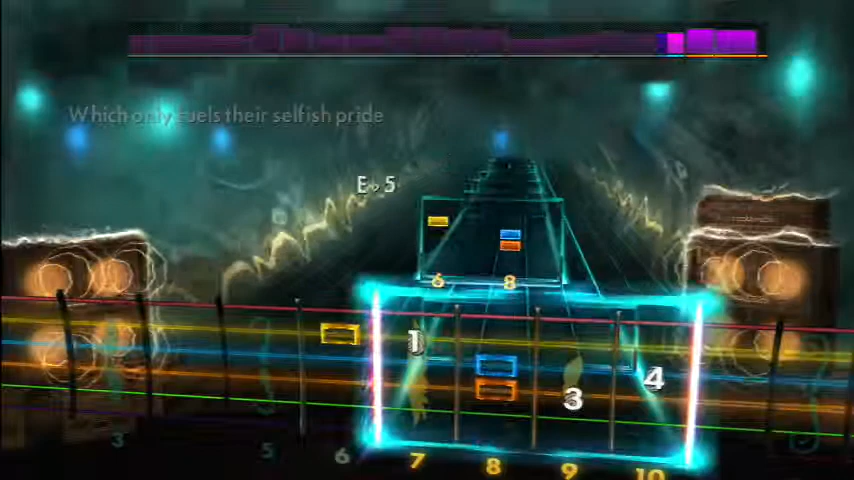 Which only fuels their selfish pride
E♭5
6 8
1
3
4
3 5 6 7 8 9 10